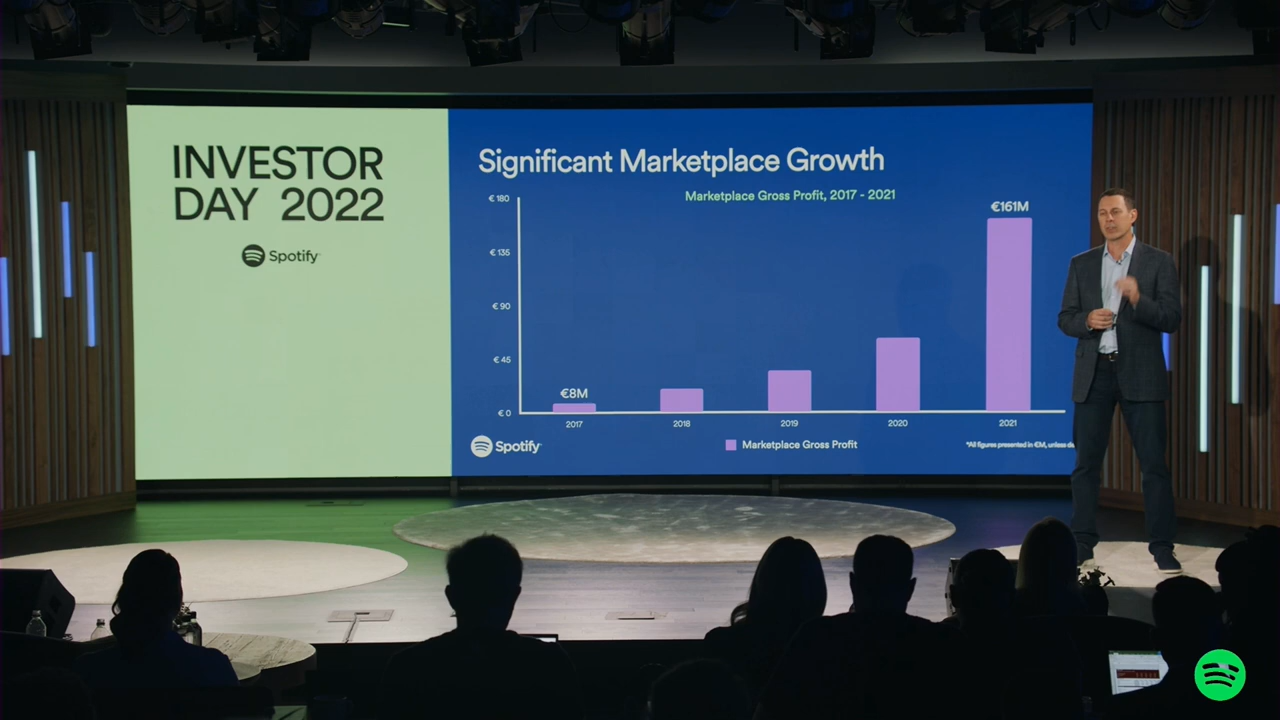 INVESTOR
DAY 2022
Spotify
Significant Marketplace Growth
Marketplace Gross Profit, 2017 - 2021
€ 180
€ 135
€ 90
€ 45
€ 0
€8M
€161M
2017
2018
2019
2020
2021
Spotify
Marketplace Gross Profit
*All figures presented in €M, unless